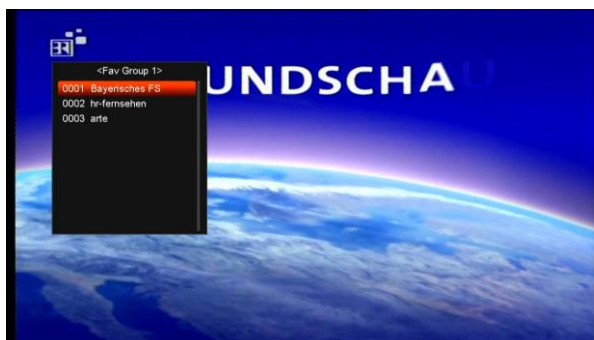 BR
<Fav Group 1>
UNDSCHAU
0001 Bayerisches FS
0002 hr-fernsehen
0003 arte